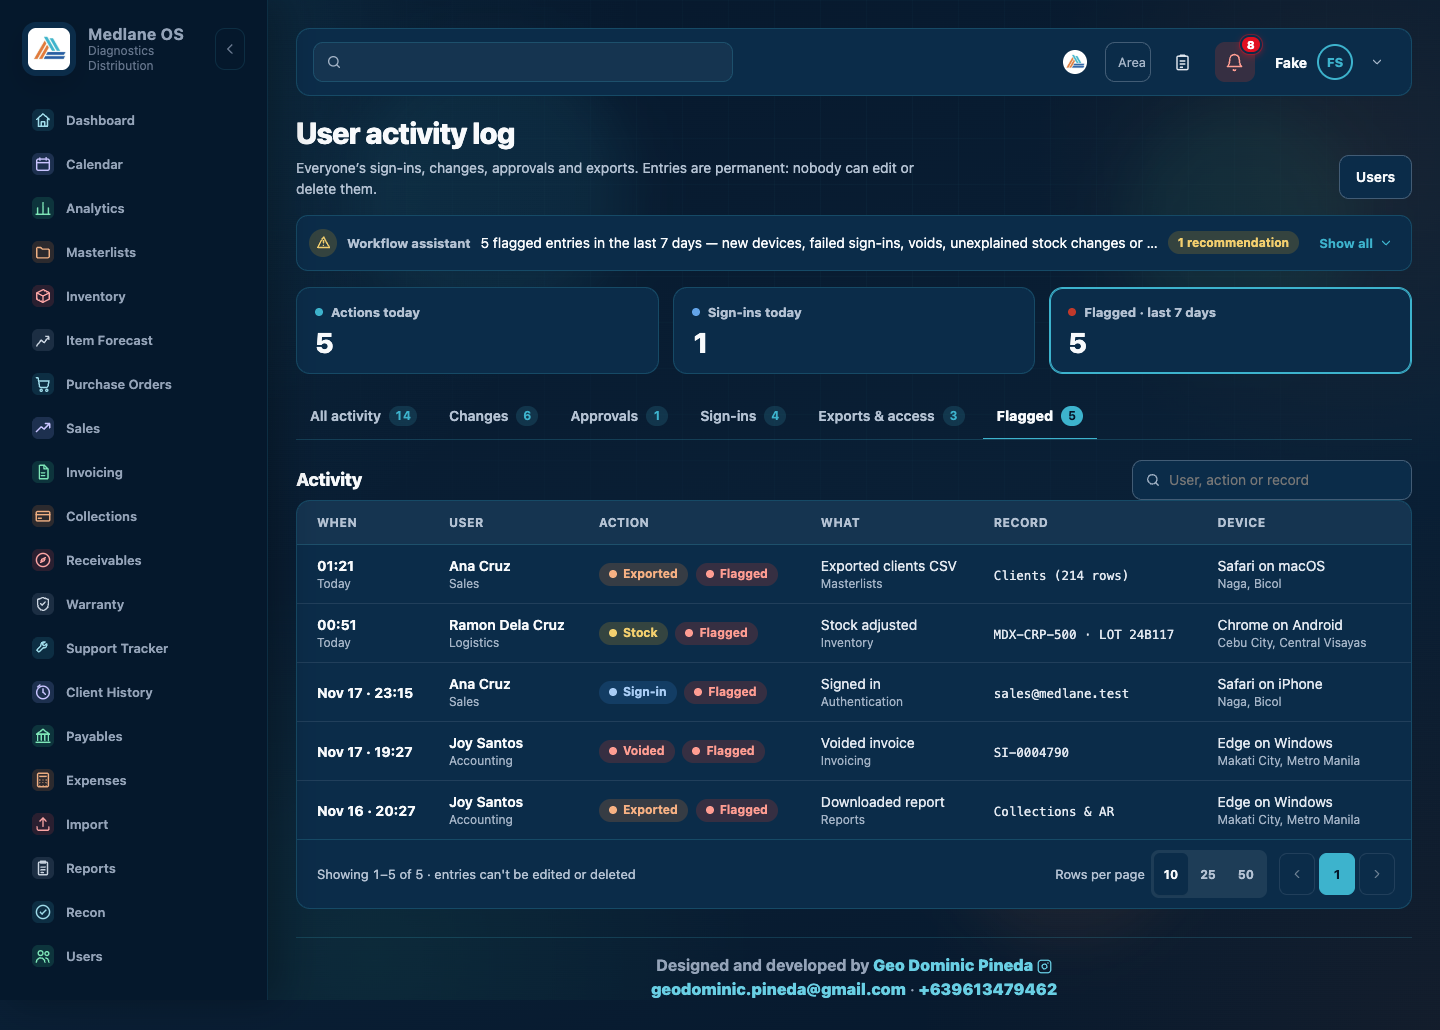 Medlane OS
Diagnostics
Distribution
Dashboard
Calendar
Analytics
Masterlists
Inventory
Item Forecast
Purchase Orders
Sales
Invoicing
Collections
Receivables
Warranty
Support Tracker
Client History
Payables
Expenses
Import
Reports
Recon
Users
Area
8
Fake
FS
User activity log
Everyone's sign-ins, changes, approvals and exports. Entries are permanent: nobody can edit or
delete them.
Users
Workflow assistant 5 flagged entries in the last 7 days — new devices, failed sign-ins, voids, unexplained stock changes or ... 1 recommendation Show all
Actions today
5
Sign-ins today
1
Flagged · last 7 days
5
All activity 14 Changes 6 Approvals 1 Sign-ins 4 Exports & access 3 Flagged 5
Activity
User, action or record
WHEN USER ACTION WHAT RECORD DEVICE
01:21 Ana Cruz Exported Flagged Exported clients CSV Clients (214 rows) Safari on macOS
Today Sales Masterlists Naga, Bicol
00:51 Ramon Dela Cruz Stock Flagged Stock adjusted MDX-CRP-500 · LOT 24B117 Chrome on Android
Today Logistics Inventory Cebu City, Central Visayas
Nov 17 · 23:15 Ana Cruz Sign-in Flagged Signed in sales@medlane.test Safari on iPhone
Sales Authentication Naga, Bicol
Nov 17 · 19:27 Joy Santos Voided Flagged Voided invoice SI-0004790 Edge on Windows
Accounting Invoicing Makati City, Metro Manila
Nov 16 · 20:27 Joy Santos Exported Flagged Downloaded report Collections & AR Edge on Windows
Accounting Reports Makati City, Metro Manila
Showing 1–5 of 5 · entries can't be edited or deleted
Rows per page 10 25 50 1
Designed and developed by Geo Dominic Pineda
geodominic.pineda@gmail.com · +639613479462